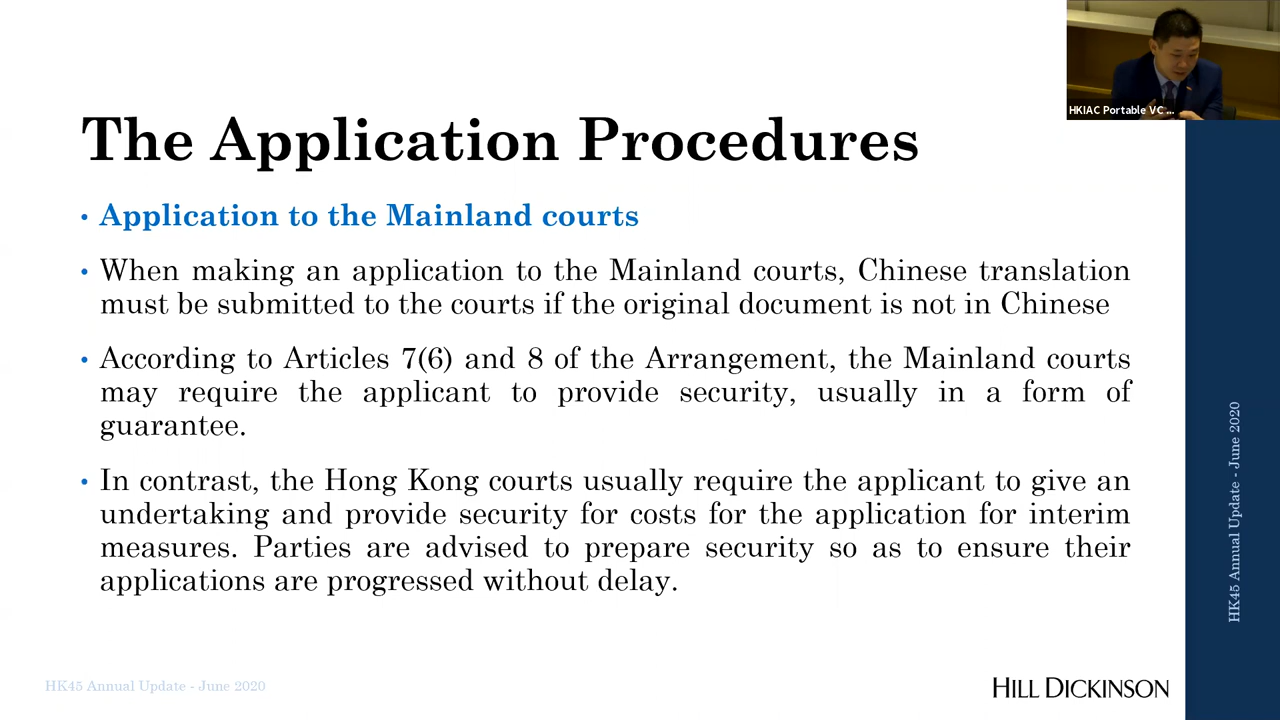 HKIAC Portable VC ...
The Application Procedures
• Application to the Mainland courts
• When making an application to the Mainland courts, Chinese translation
must be submitted to the courts if the original document is not in Chinese
• According to Articles 7(6) and 8 of the Arrangement, the Mainland courts
may require the applicant to provide security, usually in a form of
guarantee.
• In contrast, the Hong Kong courts usually require the applicant to give an
undertaking and provide security for costs for the application for interim
measures. Parties are advised to prepare security so as to ensure their
applications are progressed without delay.
HK45 Annual Update - June 2020
HK45 Annual Update - June 2020
HILL DICKINSON